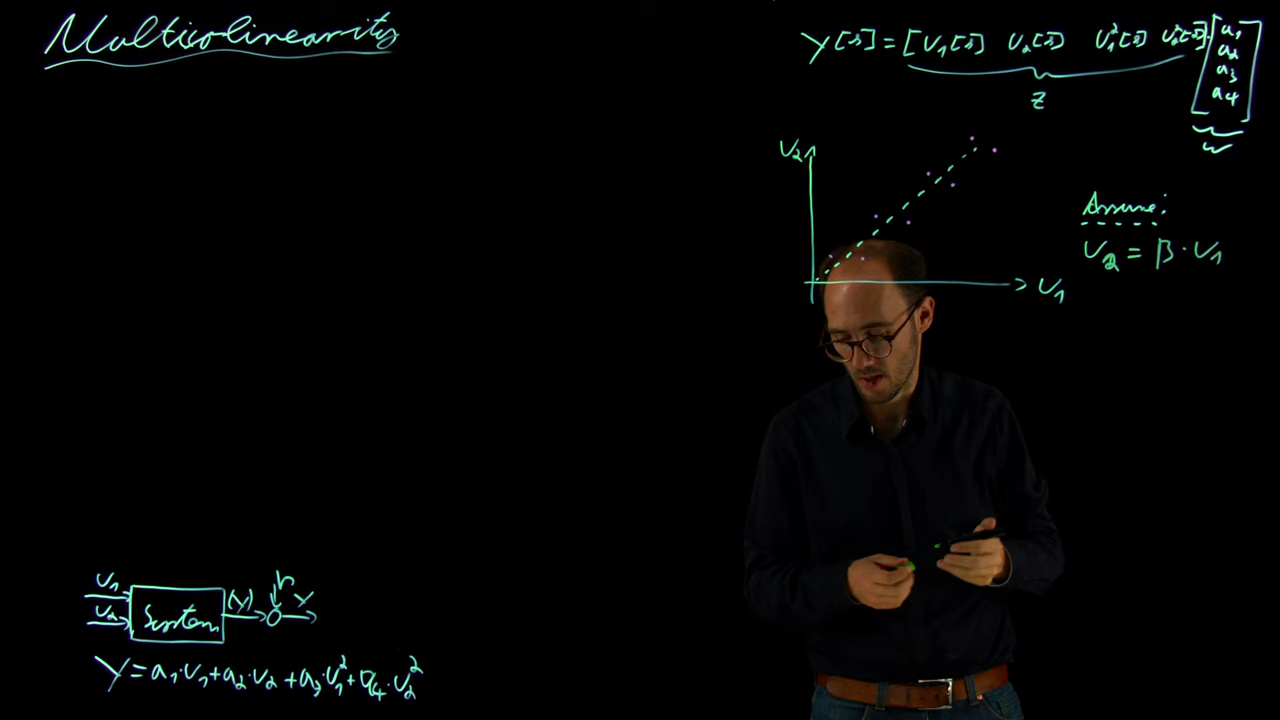 Multicolinearity
Y[s] = [U₁[s] U₂[s] U₁²[s] U₂²[s]] · [a₁ a₂ a₃ a₄]
Z
w
U₂
U₁
Assume:
U₂ = β · U₁
U₁
U₂
System
(Y)
n
Y
Y = a₁·U₁ + a₂·U₂ + a₃·U₁² + a₄·U₂²